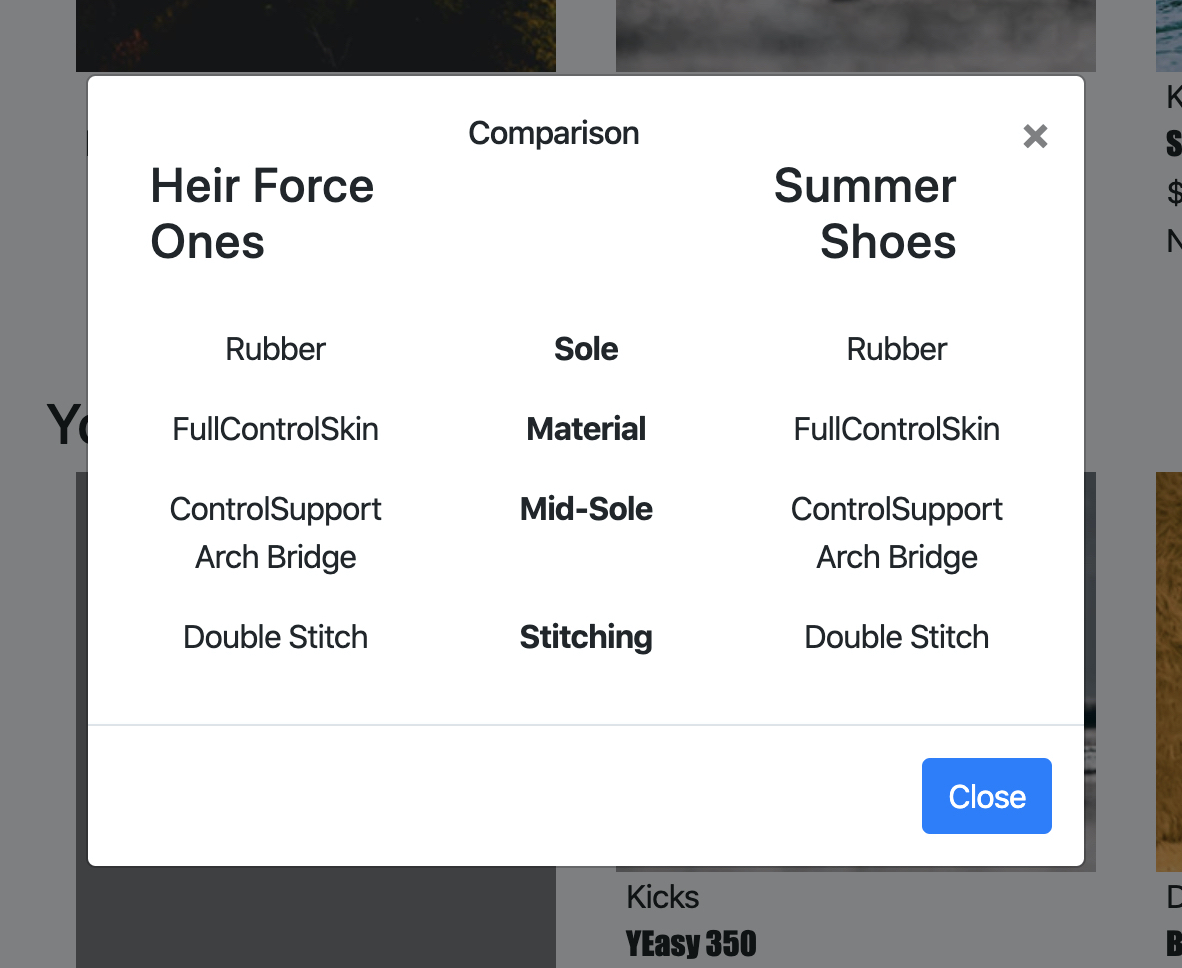 Comparison
Heir Force
Ones
Summer
Shoes
Rubber Sole Rubber
FullControlSkin Material FullControlSkin
ControlSupport Mid-Sole ControlSupport
Arch Bridge Arch Bridge
Double Stitch Stitching Double Stitch
Close
Kicks
YEasy 350